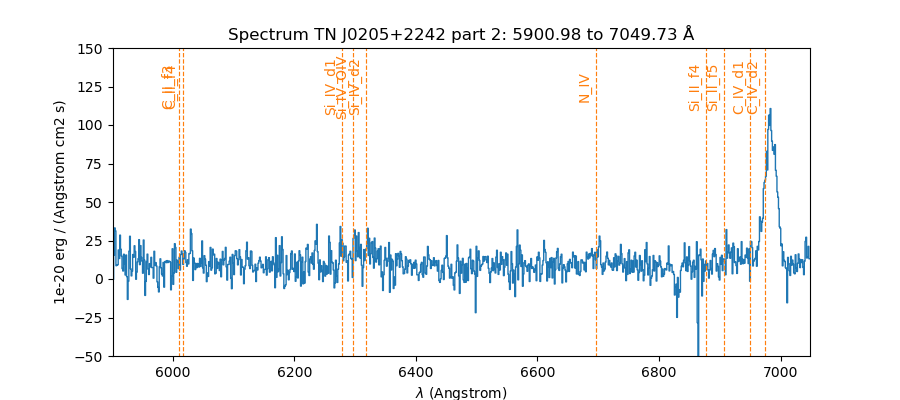 Spectrum TN J0205+2242 part 2: 5900.98 to 7049.73 Å
1e-20 erg / (Angstrom cm2 s)
150
125
100
75
50
25
0
−25
−50
C_II_f4
Si_IV_d1
Si_IV_OIV
Si_IV_d2
N_IV
Si_II_f4
Si_II_f5
C_IV_d1
C_IV_d2
6000 6200 6400 6600 6800 7000
λ (Angstrom)